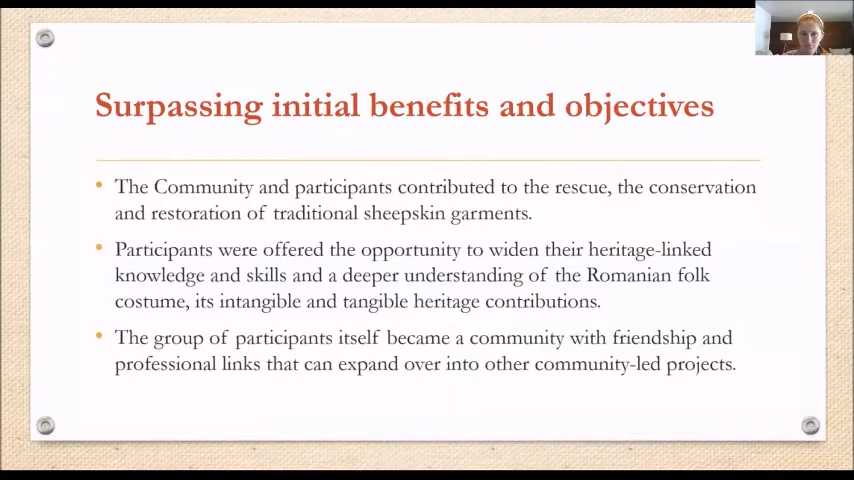 Surpassing initial benefits and objectives
• The Community and participants contributed to the rescue, the conservation
and restoration of traditional sheepskin garments.
• Participants were offered the opportunity to widen their heritage-linked
knowledge and skills and a deeper understanding of the Romanian folk
costume, its intangible and tangible heritage contributions.
• The group of participants itself became a community with friendship and
professional links that can expand over into other community-led projects.